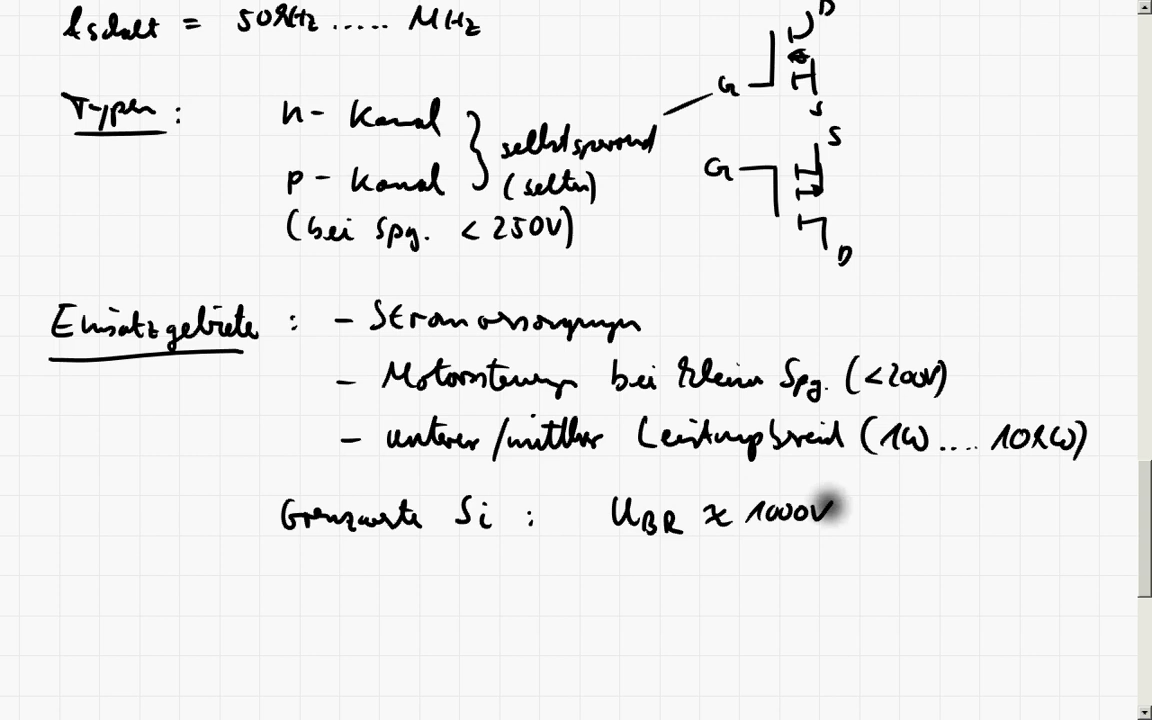 fschalt = 50kHz ..... MHz
D
G
S
Typen : n - Kanal
p - Kanal
selbstsperrend
(selten)
(bei Spg. < 250V)
S
G
D
Einsatzgebiete : - Stromversorgungen
- Motorsteuerung bei kleiner Spg. (<200V)
- unterer/mittlerer Leistungsbereich (1W .... 10kW)
Grenzwerte Si : UBR ≈ 1000V